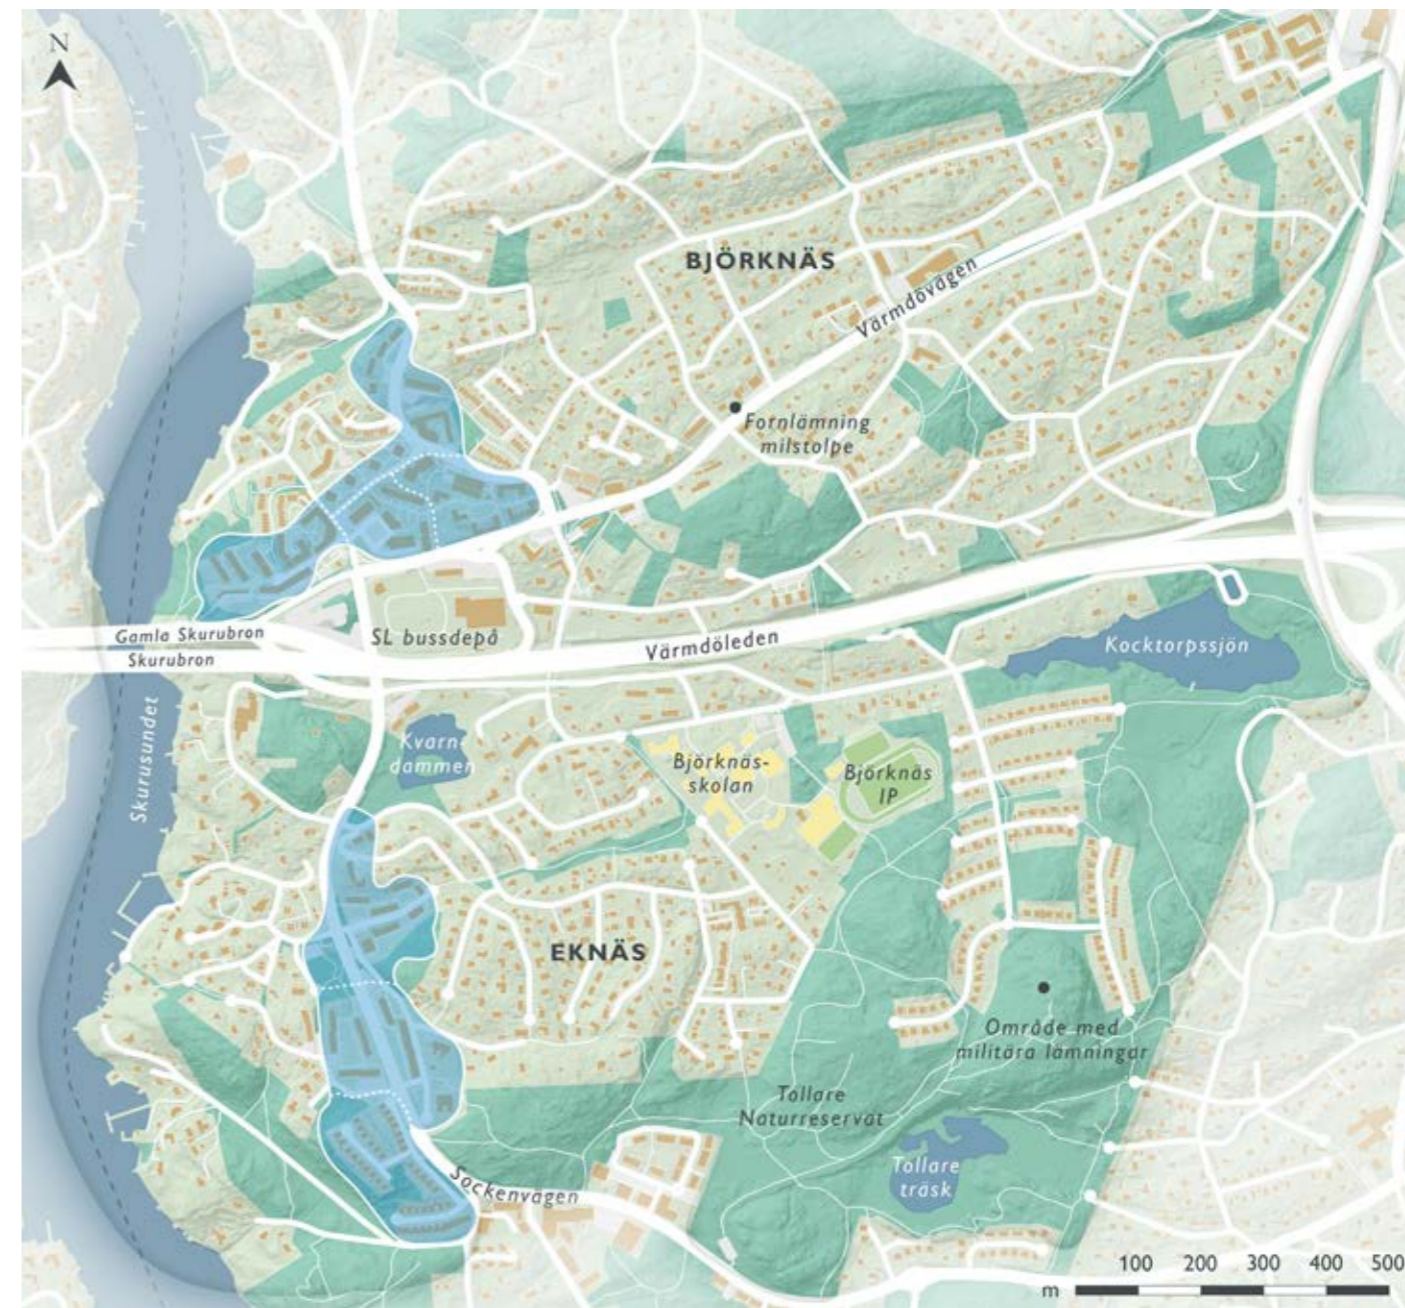 N
BJÖRKNÄS
Värmdövägen
Fornlämning
milstolpe
Gamla Skurubron
Skurubron
SL bussdepå
Värmdöleden
Kocktorpssjön
Skurusundet
Kvarn-
dammen
Björknäs-
skolan
Björknäs
IP
EKNÄS
Område med
militära lämningar
Tollare
Naturreservat
Tollare
träsk
Sockenvägen
100 200 300 400 500
m